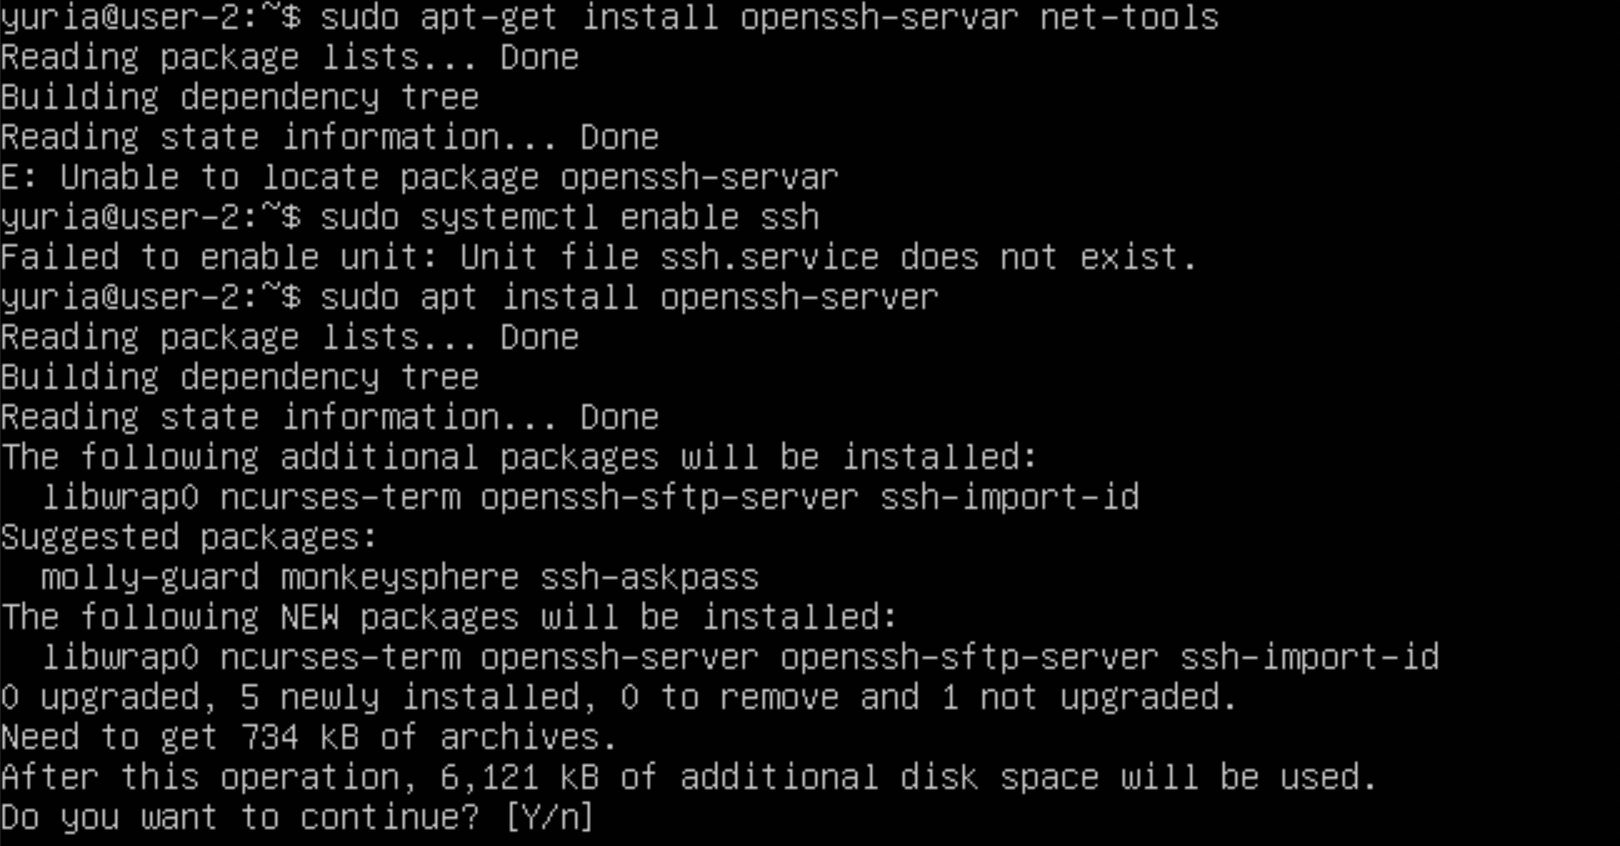 yuria@user-2:~$ sudo apt-get install openssh-servar net-tools
Reading package lists... Done
Building dependency tree
Reading state information... Done
E: Unable to locate package openssh-servar
yuria@user-2:~$ sudo systemctl enable ssh
Failed to enable unit: Unit file ssh.service does not exist.
yuria@user-2:~$ sudo apt install openssh-server
Reading package lists... Done
Building dependency tree
Reading state information... Done
The following additional packages will be installed:
  libwrap0 ncurses-term openssh-sftp-server ssh-import-id
Suggested packages:
  molly-guard monkeysphere ssh-askpass
The following NEW packages will be installed:
  libwrap0 ncurses-term openssh-server openssh-sftp-server ssh-import-id
0 upgraded, 5 newly installed, 0 to remove and 1 not upgraded.
Need to get 734 kB of archives.
After this operation, 6,121 kB of additional disk space will be used.
Do you want to continue? [Y/n]